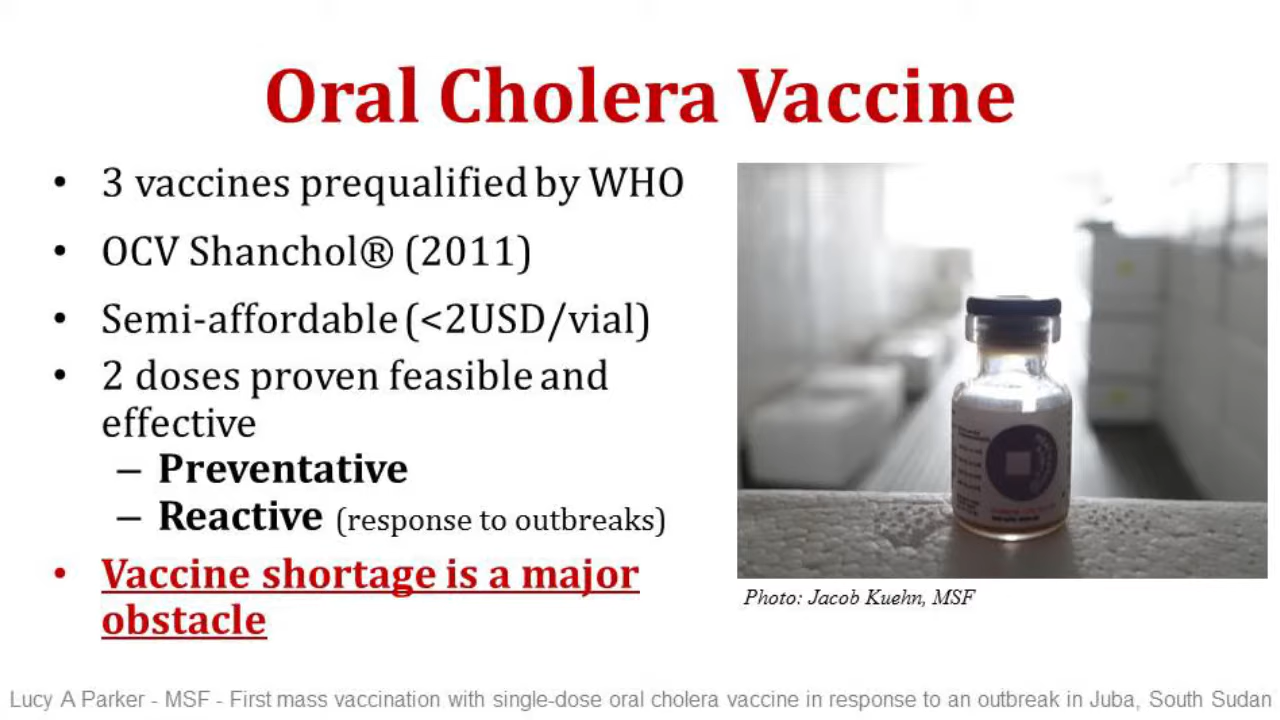 Oral Cholera Vaccine
• 3 vaccines prequalified by WHO
• OCV Shanchol® (2011)
• Semi-affordable (<2USD/vial)
• 2 doses proven feasible and
effective
– Preventative
– Reactive (response to outbreaks)
• Vaccine shortage is a major
obstacle
Photo: Jacob Kuehn, MSF
Lucy A Parker - MSF - First mass vaccination with single-dose oral cholera vaccine in response to an outbreak in Juba, South Sudan